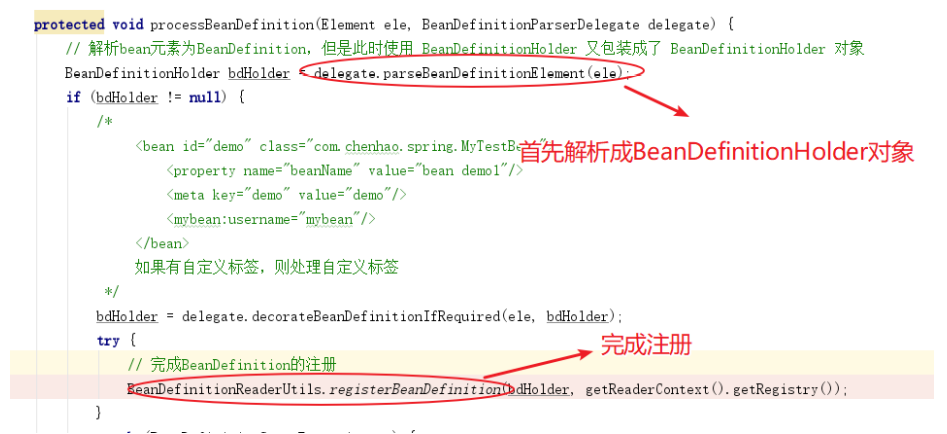 protected void processBeanDefinition(Element ele, BeanDefinitionParserDelegate delegate) {
// 解析bean元素为BeanDefinition，但是此时使用 BeanDefinitionHolder 又包装成了 BeanDefinitionHolder 对象
BeanDefinitionHolder bdHolder = delegate.parseBeanDefinitionElement(ele);
if (bdHolder != null) {
/*
<bean id="demo" class="com.chenhao.spring.MyTestBe
首先解析成BeanDefinitionHolder对象
<property name="beanName" value="bean demo1"/>
<meta key="demo" value="demo"/>
<mybean:username="mybean"/>
</bean>
如果有自定义标签，则处理自定义标签
*/
bdHolder = delegate.decorateBeanDefinitionIfRequired(ele, bdHolder);
try {
完成注册
// 完成BeanDefinition的注册
BeanDefinitionReaderUtils.registerBeanDefinition(bdHolder, getReaderContext().getRegistry());
}